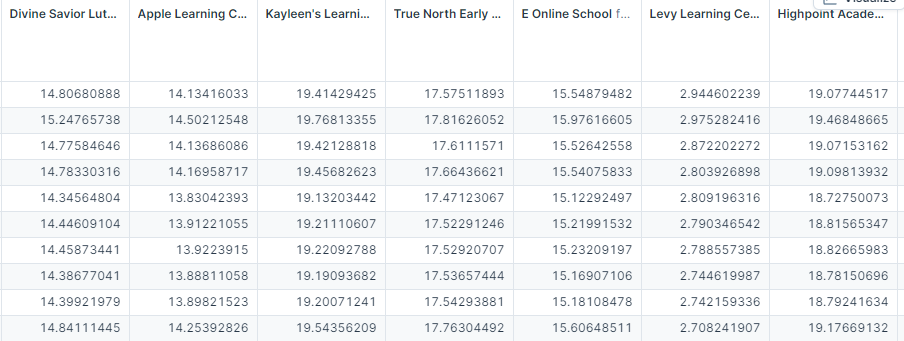 Visualize
Divine Savior Lut... Apple Learning C... Kayleen's Learni... True North Early ... E Online School f... Levy Learning Ce... Highpoint Acade...
14.80680888 14.13416033 19.41429425 17.57511893 15.54879482 2.944602239 19.07744517
15.24765738 14.50212548 19.76813355 17.81626052 15.97616605 2.975282416 19.46848665
14.77584646 14.13686086 19.42128818 17.6111571 15.52642558 2.872202272 19.07153162
14.78330316 14.16958717 19.45682623 17.66436621 15.54075833 2.803926898 19.09813932
14.34564804 13.83042393 19.13203442 17.47123067 15.12292497 2.809196316 18.72750073
14.44609104 13.91221055 19.21110607 17.52291246 15.21991532 2.790346542 18.81565347
14.45873441 13.9223915 19.22092788 17.52920707 15.23209197 2.788557385 18.82665983
14.38677041 13.88811058 19.19093682 17.53657444 15.16907106 2.744619987 18.78150696
14.39921979 13.89821523 19.20071241 17.54293881 15.18108478 2.742159336 18.79241634
14.84111445 14.25392826 19.54356209 17.76304492 15.60648511 2.708241907 19.17669132